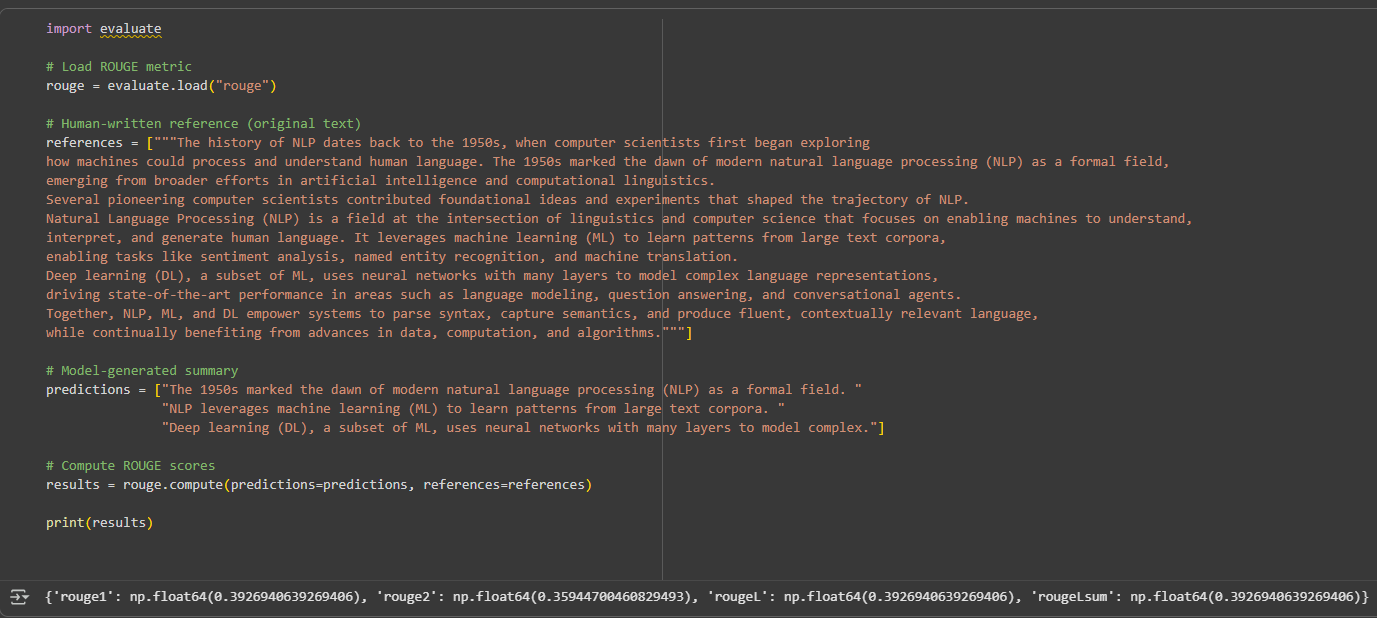 import evaluate
# Load ROUGE metric
rouge = evaluate.load("rouge")
# Human-written reference (original text)
references = ["""The history of NLP dates back to the 1950s, when computer scientists first began exploring
how machines could process and understand human language. The 1950s marked the dawn of modern natural language processing (NLP) as a formal field,
emerging from broader efforts in artificial intelligence and computational linguistics.
Several pioneering computer scientists contributed foundational ideas and experiments that shaped the trajectory of NLP.
Natural Language Processing (NLP) is a field at the intersection of linguistics and computer science that focuses on enabling machines to understand,
interpret, and generate human language. It leverages machine learning (ML) to learn patterns from large text corpora,
enabling tasks like sentiment analysis, named entity recognition, and machine translation.
Deep learning (DL), a subset of ML, uses neural networks with many layers to model complex language representations,
driving state-of-the-art performance in areas such as language modeling, question answering, and conversational agents.
Together, NLP, ML, and DL empower systems to parse syntax, capture semantics, and produce fluent, contextually relevant language,
while continually benefiting from advances in data, computation, and algorithms."""]
# Model-generated summary
predictions = ["The 1950s marked the dawn of modern natural language processing (NLP) as a formal field. "
"NLP leverages machine learning (ML) to learn patterns from large text corpora. "
"Deep learning (DL), a subset of ML, uses neural networks with many layers to model complex."]
# Compute ROUGE scores
results = rouge.compute(predictions=predictions, references=references)
print(results)
{'rouge1': np.float64(0.3926940639269406), 'rouge2': np.float64(0.35944700460829493), 'rougeL': np.float64(0.3926940639269406), 'rougeLsum': np.float64(0.3926940639269406)}